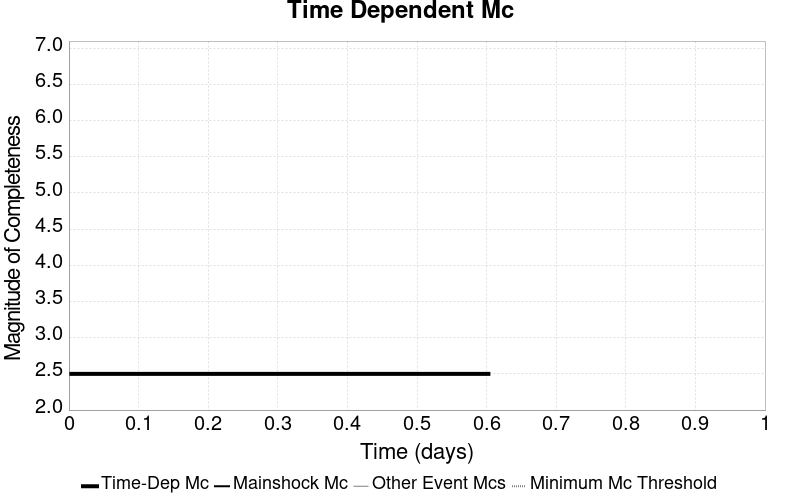 Time Dependent Mc
7.0
6.5
6.0
5.5
5.0
4.5
4.0
3.5
3.0
2.5
2.0
Magnitude of Completeness
0 0.1 0.2 0.3 0.4 0.5 0.6 0.7 0.8 0.9 1
Time (days)
Time-Dep Mc Mainshock Mc Other Event Mcs Minimum Mc Threshold